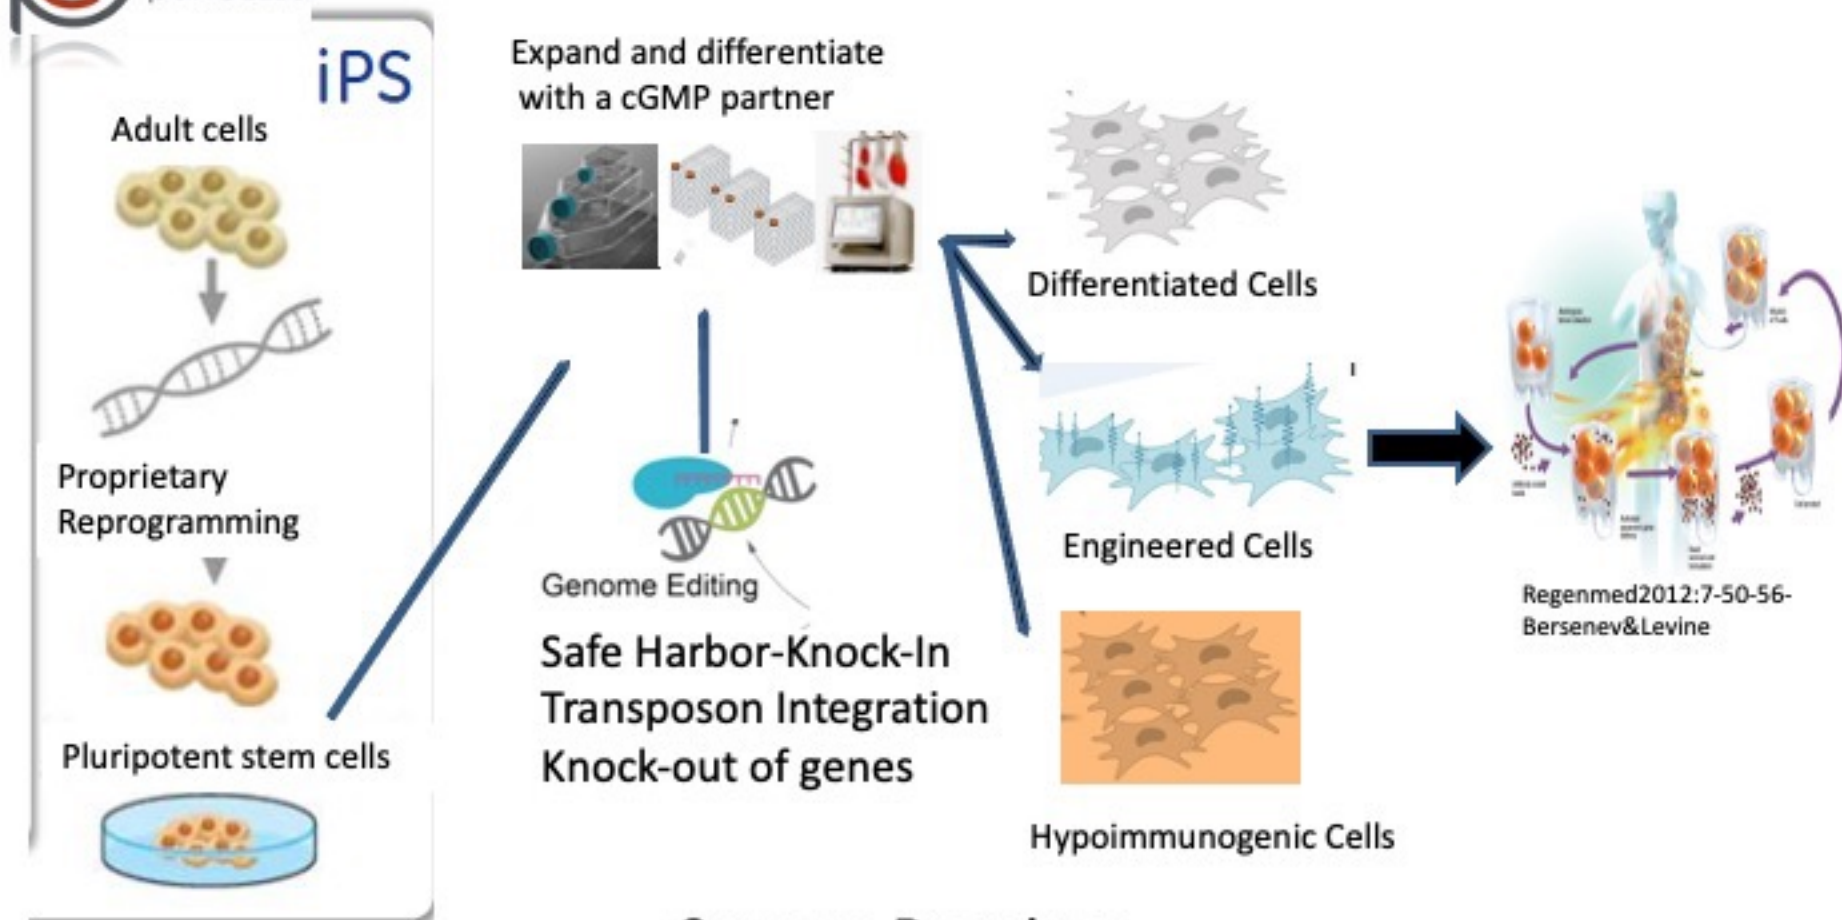 iPS
Adult cells
Proprietary
Reprogramming
Pluripotent stem cells
Expand and differentiate
with a cGMP partner
Genome Editing
Safe Harbor-Knock-In
Transposon Integration
Knock-out of genes
Differentiated Cells
Engineered Cells
Hypoimmunogenic Cells
Regenmed2012:7-50-56-
Bersenev&Levine